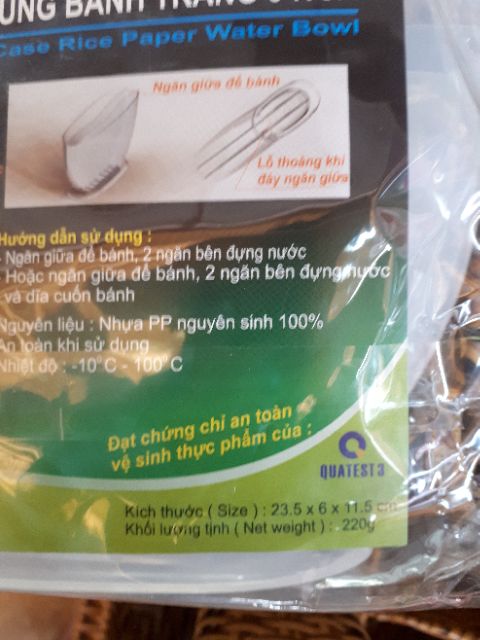 BÁNH TRÁNG
Case Rice Paper Water Bowl
Ngăn giữa để bánh
Lỗ thoáng khí
đáy ngăn giữa
Hướng dẫn sử dụng :
- Ngăn giữa để bánh, 2 ngăn bên đựng nước
- Hoặc ngăn giữa để bánh, 2 ngăn bên đựng nước
và dĩa cuốn bánh
Nguyên liệu : Nhựa PP nguyên sinh 100%
An toàn khi sử dụng
Nhiệt độ : -10°C - 100°C
Đạt chứng chỉ an toàn
vệ sinh thực phẩm của :
QUATEST 3
Kích thước ( Size ) : 23.5 x 6 x 11.5 cm
Khối lượng tịnh ( Net weight ) : 220g